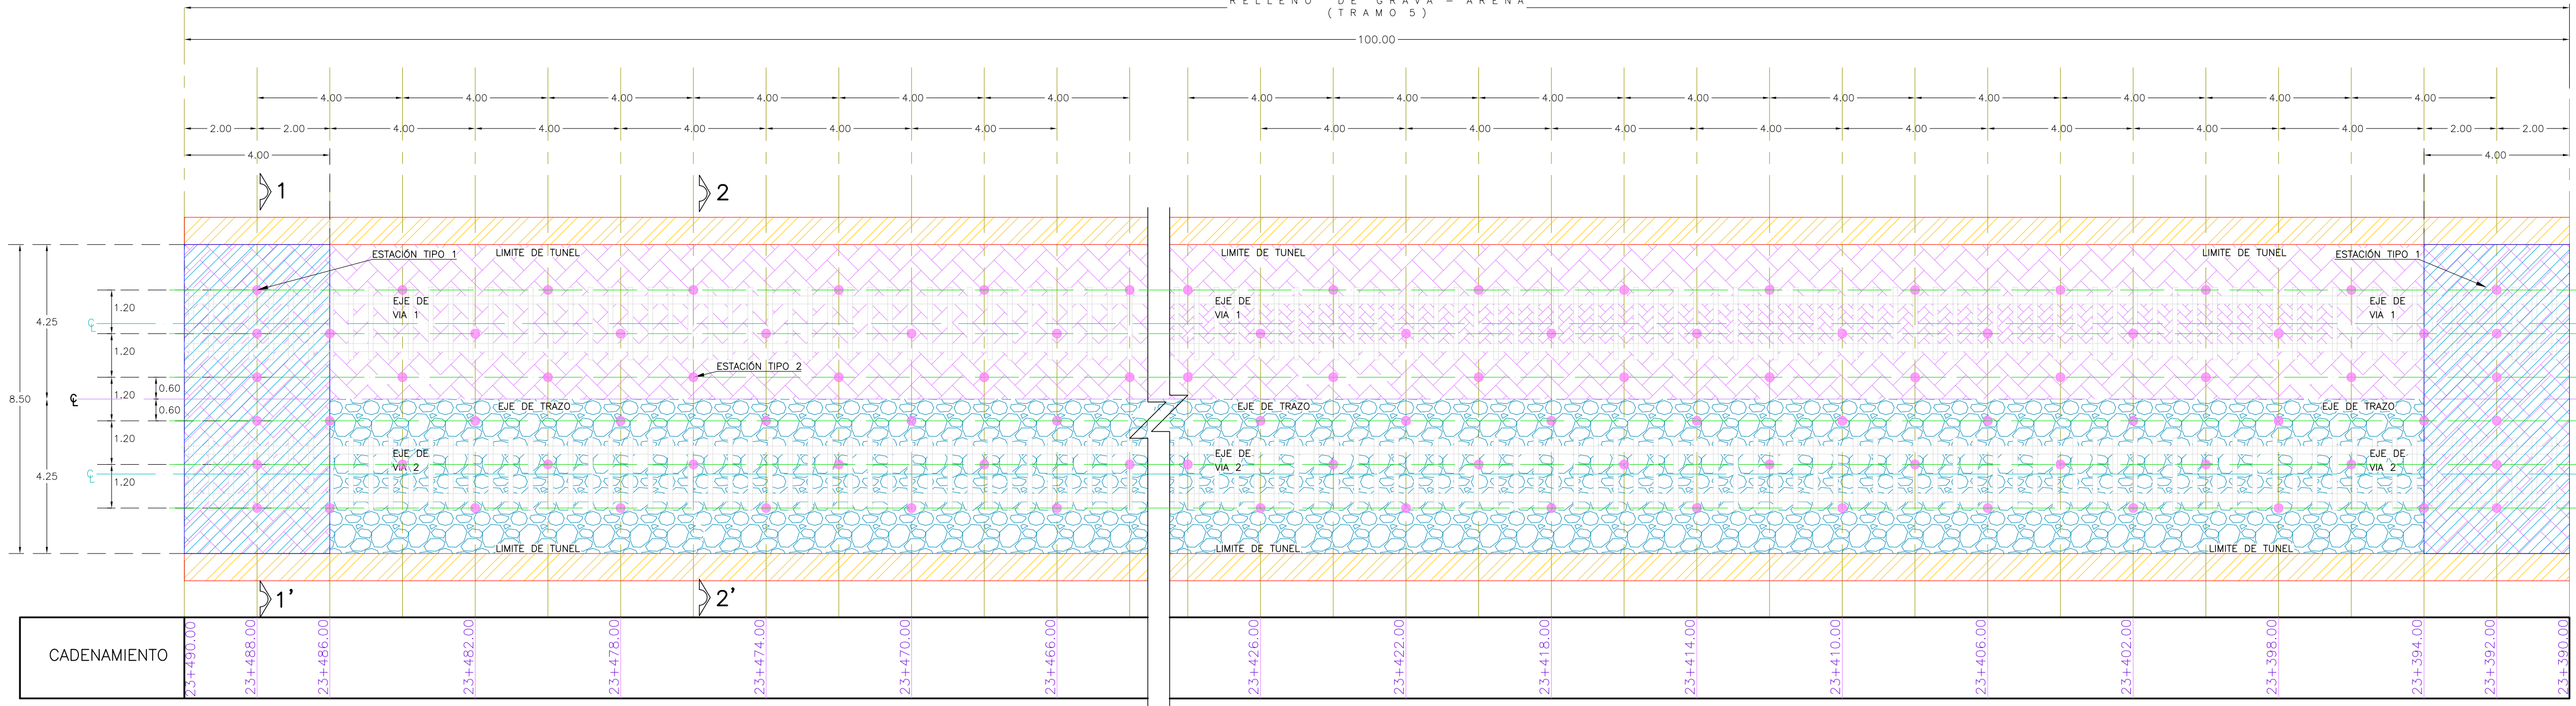 RELLENO DE GRAVA - ARENA
(TRAMO 5)
100.00
4.00 4.00 4.00 4.00 4.00 4.00 4.00 4.00 4.00 4.00 4.00 4.00 4.00 4.00 4.00
2.00 2.00 4.00 4.00 4.00 4.00 4.00 4.00 4.00 4.00 4.00 4.00 4.00 4.00 4.00 2.00 2.00
4.00 4.00
1 2
ESTACIÓN TIPO 1 LIMITE DE TUNEL LIMITE DE TUNEL LIMITE DE TUNEL ESTACIÓN TIPO 1
EJE DE EJE DE EJE DE
VIA 1 VIA 1 VIA 1
1.20
4.25
1.20
ESTACIÓN TIPO 2
1.20 0.60
8.50
0.60
EJE DE TRAZO EJE DE TRAZO EJE DE TRAZO
1.20
EJE DE EJE DE EJE DE
VIA 2 VIA 2 VIA 2
4.25
1.20
LIMITE DE TUNEL LIMITE DE TUNEL LIMITE DE TUNEL
1' 2'
CADENAMIENTO
23+490.00
23+488.00
23+486.00
23+482.00
23+478.00
23+474.00
23+470.00
23+466.00
23+426.00
23+422.00
23+418.00
23+414.00
23+410.00
23+406.00
23+402.00
23+398.00
23+394.00
23+392.00
23+390.00